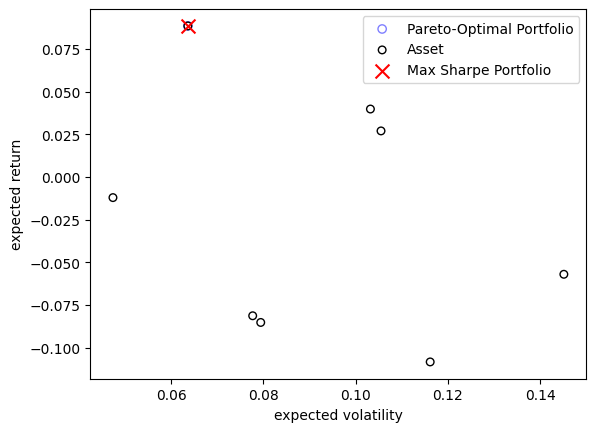 Pareto-Optimal Portfolio
Asset
Max Sharpe Portfolio
expected return
0.075
0.050
0.025
0.000
−0.025
−0.050
−0.075
−0.100
0.06
0.08
0.10
0.12
0.14
expected volatility